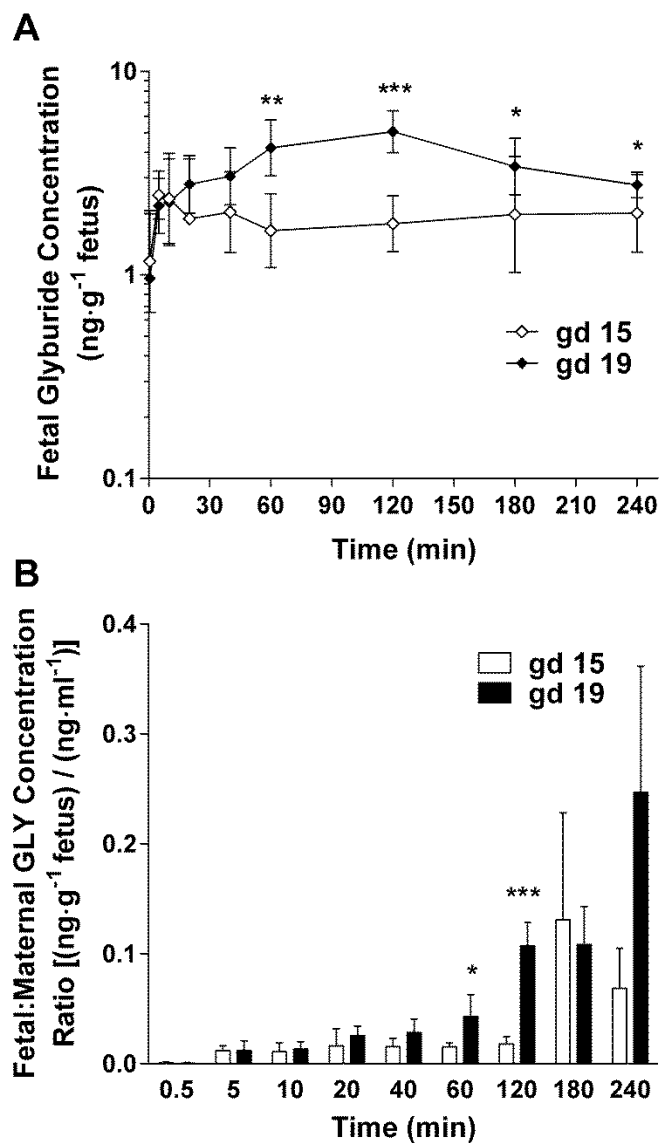 A
Fetal Glyburide Concentration
(ng·g⁻¹ fetus)
10
1
0.1
** *** * *
gd 15
gd 19
0 30 60 90 120 150 180 210 240
Time (min)
B
Fetal:Maternal GLY Concentration
Ratio [(ng·g⁻¹ fetus) / (ng·ml⁻¹)]
0.4
0.3
0.2
0.1
0.0
gd 15
gd 19
***
*
0.5 5 10 20 40 60 120 180 240
Time (min)